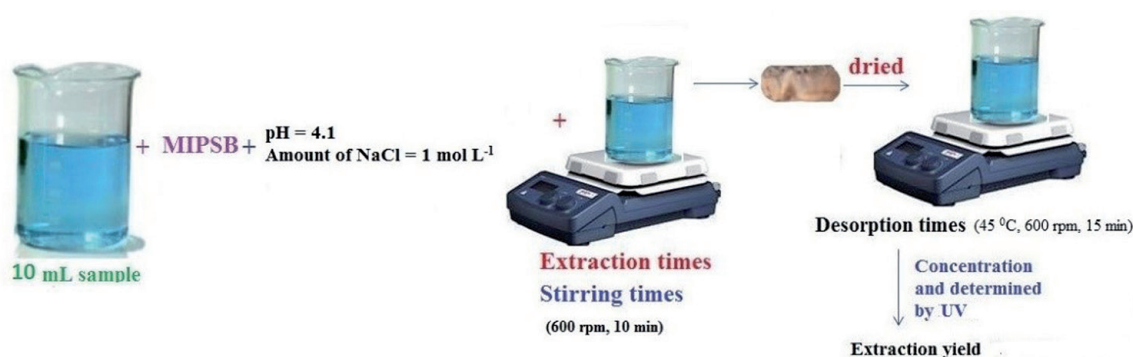 10 mL sample
+ MIPSB +
pH = 4.1
Amount of NaCl = 1 mol L⁻¹
+
Extraction times
Stirring times
(600 rpm, 10 min)
dried
Desorption times (45 ⁰C, 600 rpm, 15 min)
Concentration
and determined
by UV
Extraction yield